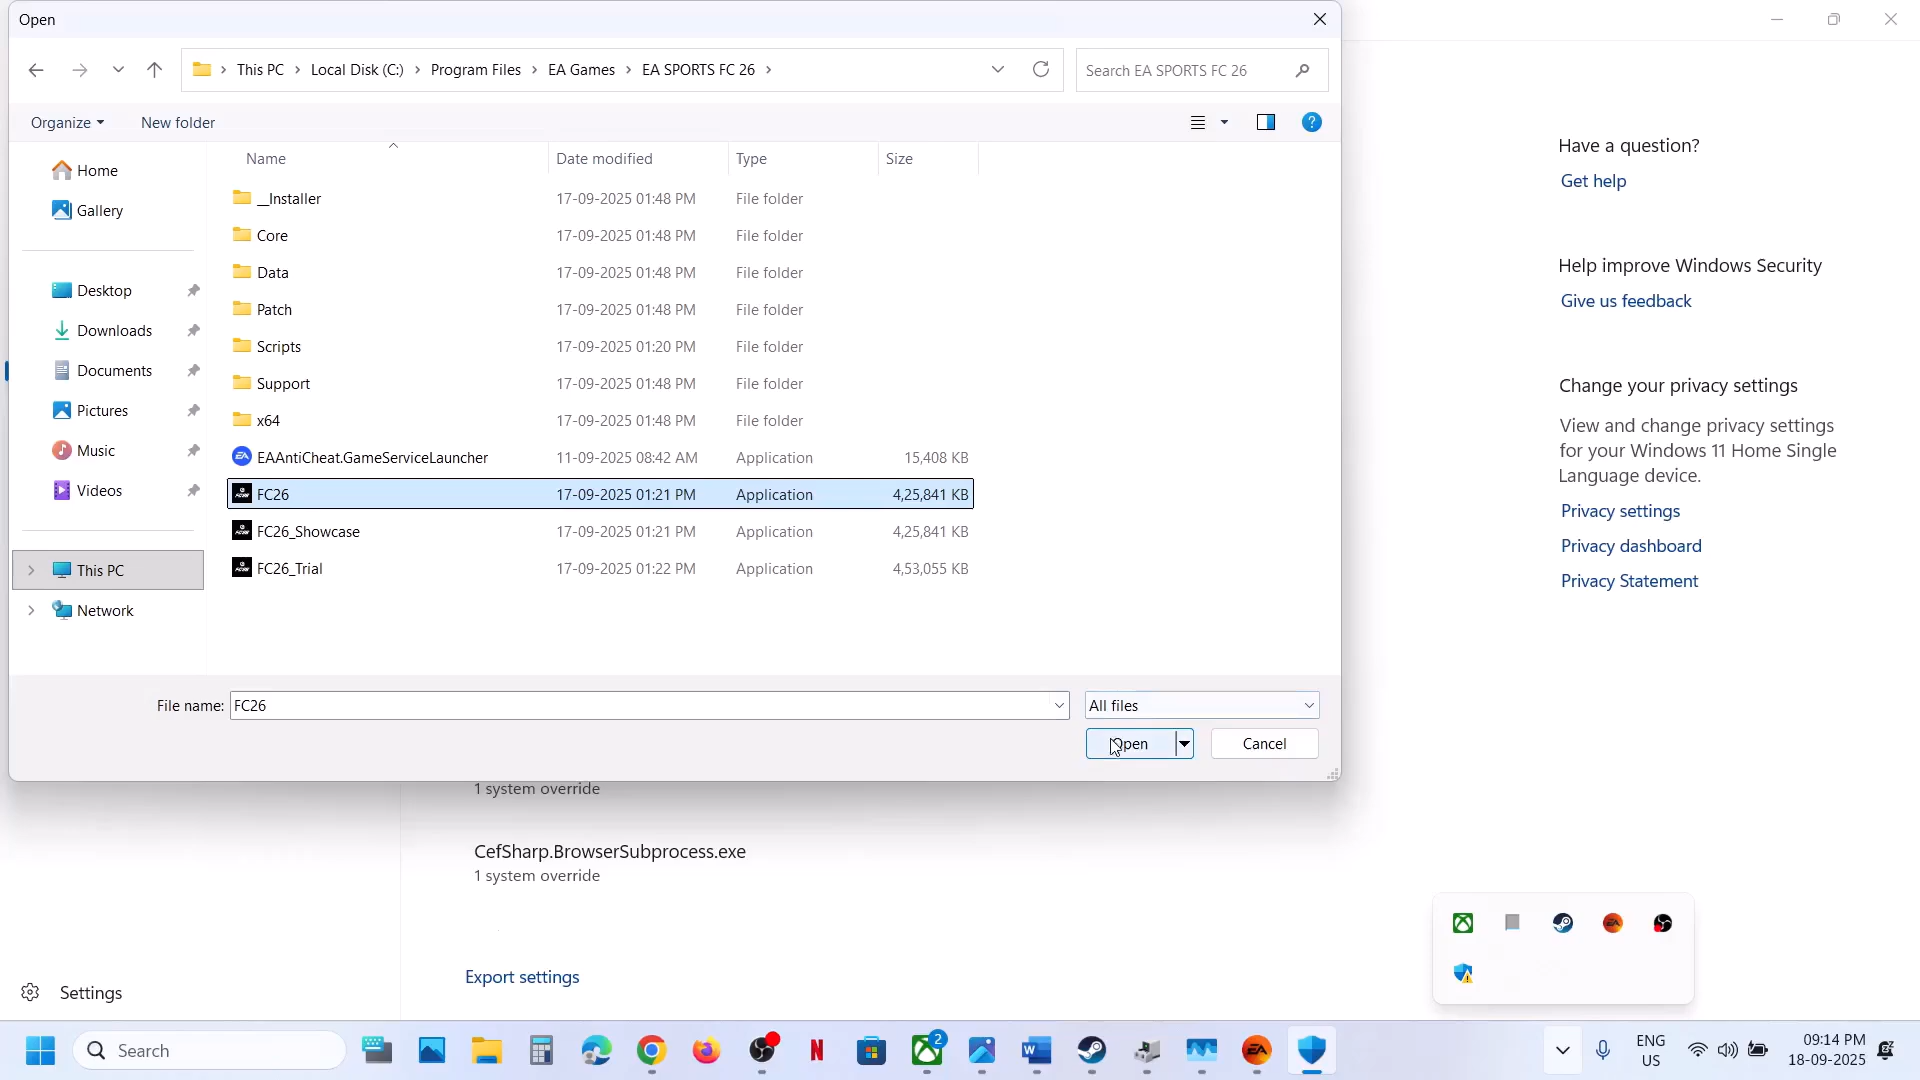 Open
This PC > Local Disk (C:) > Program Files > EA Games > EA SPORTS FC 26 >
Search EA SPORTS FC 26
Organize
New folder
Name
Date modified
Type
Size
Home
Gallery
Desktop
Downloads
Documents
Pictures
Music
Videos
This PC
Network
__Installer 17-09-2025 01:48 PM File folder
Core 17-09-2025 01:48 PM File folder
Data 17-09-2025 01:48 PM File folder
Patch 17-09-2025 01:48 PM File folder
Scripts 17-09-2025 01:20 PM File folder
Support 17-09-2025 01:48 PM File folder
x64 17-09-2025 01:48 PM File folder
EAAntiCheat.GameServiceLauncher 11-09-2025 08:42 AM Application 15,408 KB
FC26 17-09-2025 01:21 PM Application 4,25,841 KB
FC26_Showcase 17-09-2025 01:21 PM Application 4,25,841 KB
FC26_Trial 17-09-2025 01:22 PM Application 4,53,055 KB
File name: FC26
All files
Open
Cancel
Have a question?
Get help
Help improve Windows Security
Give us feedback
Change your privacy settings
View and change privacy settings
for your Windows 11 Home Single
Language device.
Privacy settings
Privacy dashboard
Privacy Statement
1 system override
CefSharp.BrowserSubprocess.exe
1 system override
Export settings
Settings
Search
2
ENG
US
09:14 PM
18-09-2025